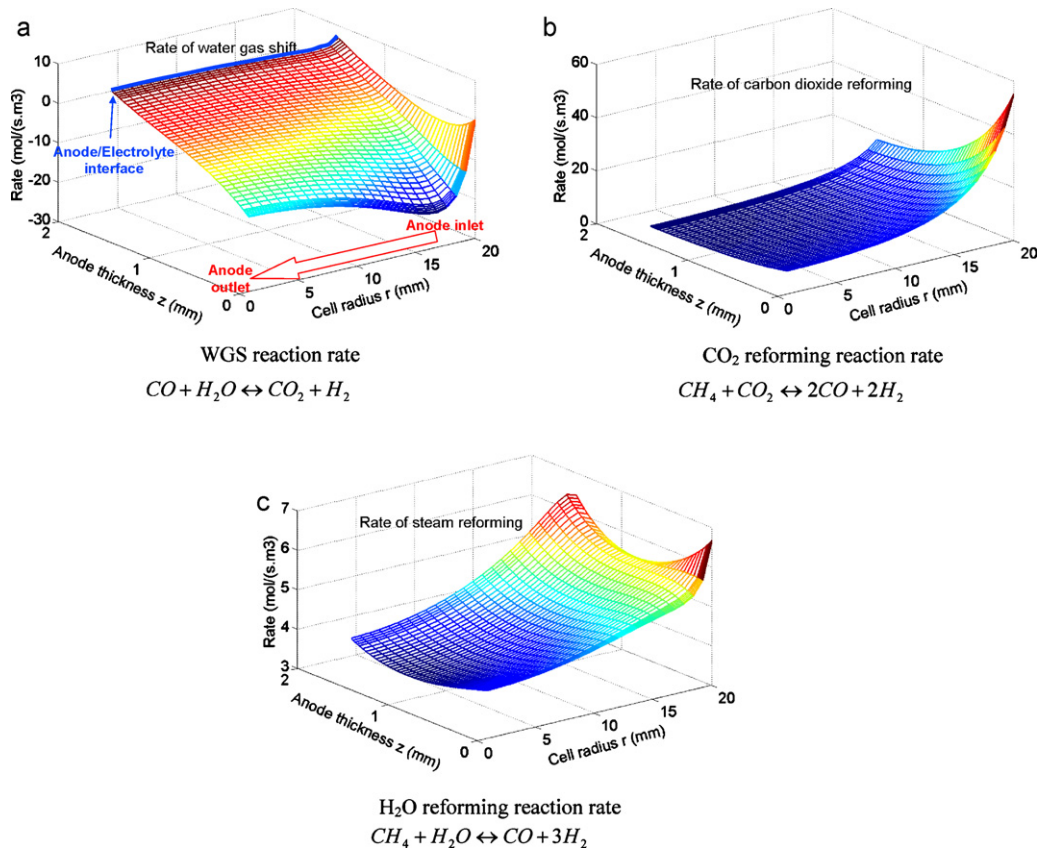 a
Rate of water gas shift
10
0
-10
-20
-30
Rate (mol/(s.m3)
Anode/Electrolyte
interface
2
1
0
Anode thickness z (mm)
Anode inlet
Anode
outlet
0
5
10
15
20
Cell radius r (mm)
WGS reaction rate
CO + H₂O ↔ CO₂ + H₂
b
Rate of carbon dioxide reforming
60
40
20
0
Rate (mol/(s.m3)
2
1
0
Anode thickness z (mm)
0
5
10
15
20
Cell radius r (mm)
CO₂ reforming reaction rate
CH₄ + CO₂ ↔ 2CO + 2H₂
c
Rate of steam reforming
7
6
5
4
3
Rate (mol/(s.m3)
2
1
0
Anode thickness z (mm)
0
5
10
15
20
Cell radius r (mm)
H₂O reforming reaction rate
CH₄ + H₂O ↔ CO + 3H₂